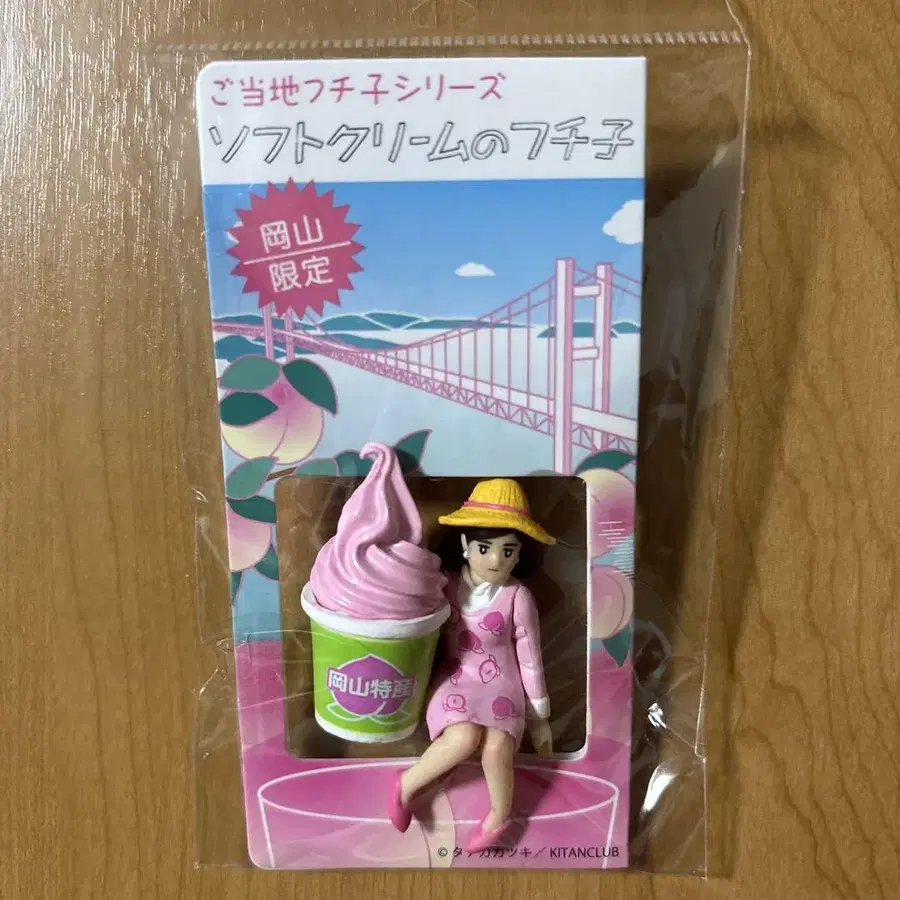 ご当地フチ子シリーズ
ソフトクリームのフチ子
岡山
限定
岡山特産
© タナカカツキ／KITANCLUB